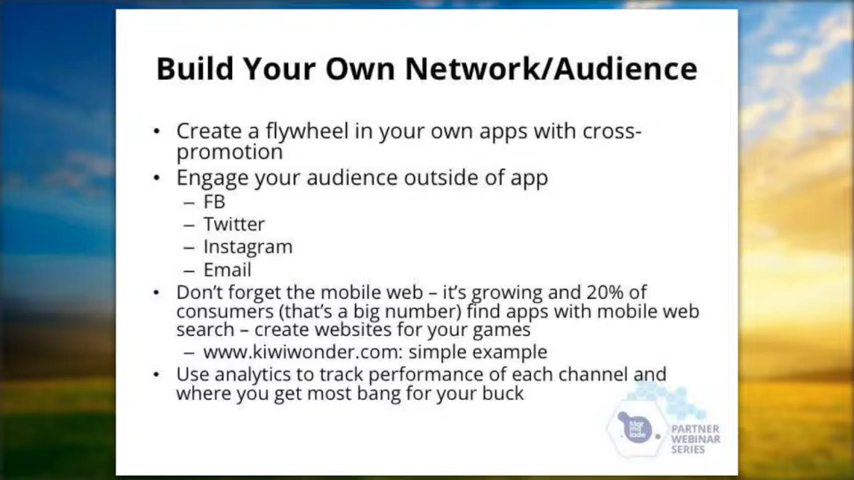 Build Your Own Network/Audience
• Create a flywheel in your own apps with cross-
promotion
• Engage your audience outside of app
– FB
– Twitter
– Instagram
– Email
• Don't forget the mobile web – it's growing and 20% of
consumers (that's a big number) find apps with mobile web
search – create websites for your games
– www.kiwiwonder.com: simple example
• Use analytics to track performance of each channel and
where you get most bang for your buck
Mar
ma
lade
PARTNER
WEBINAR
SERIES